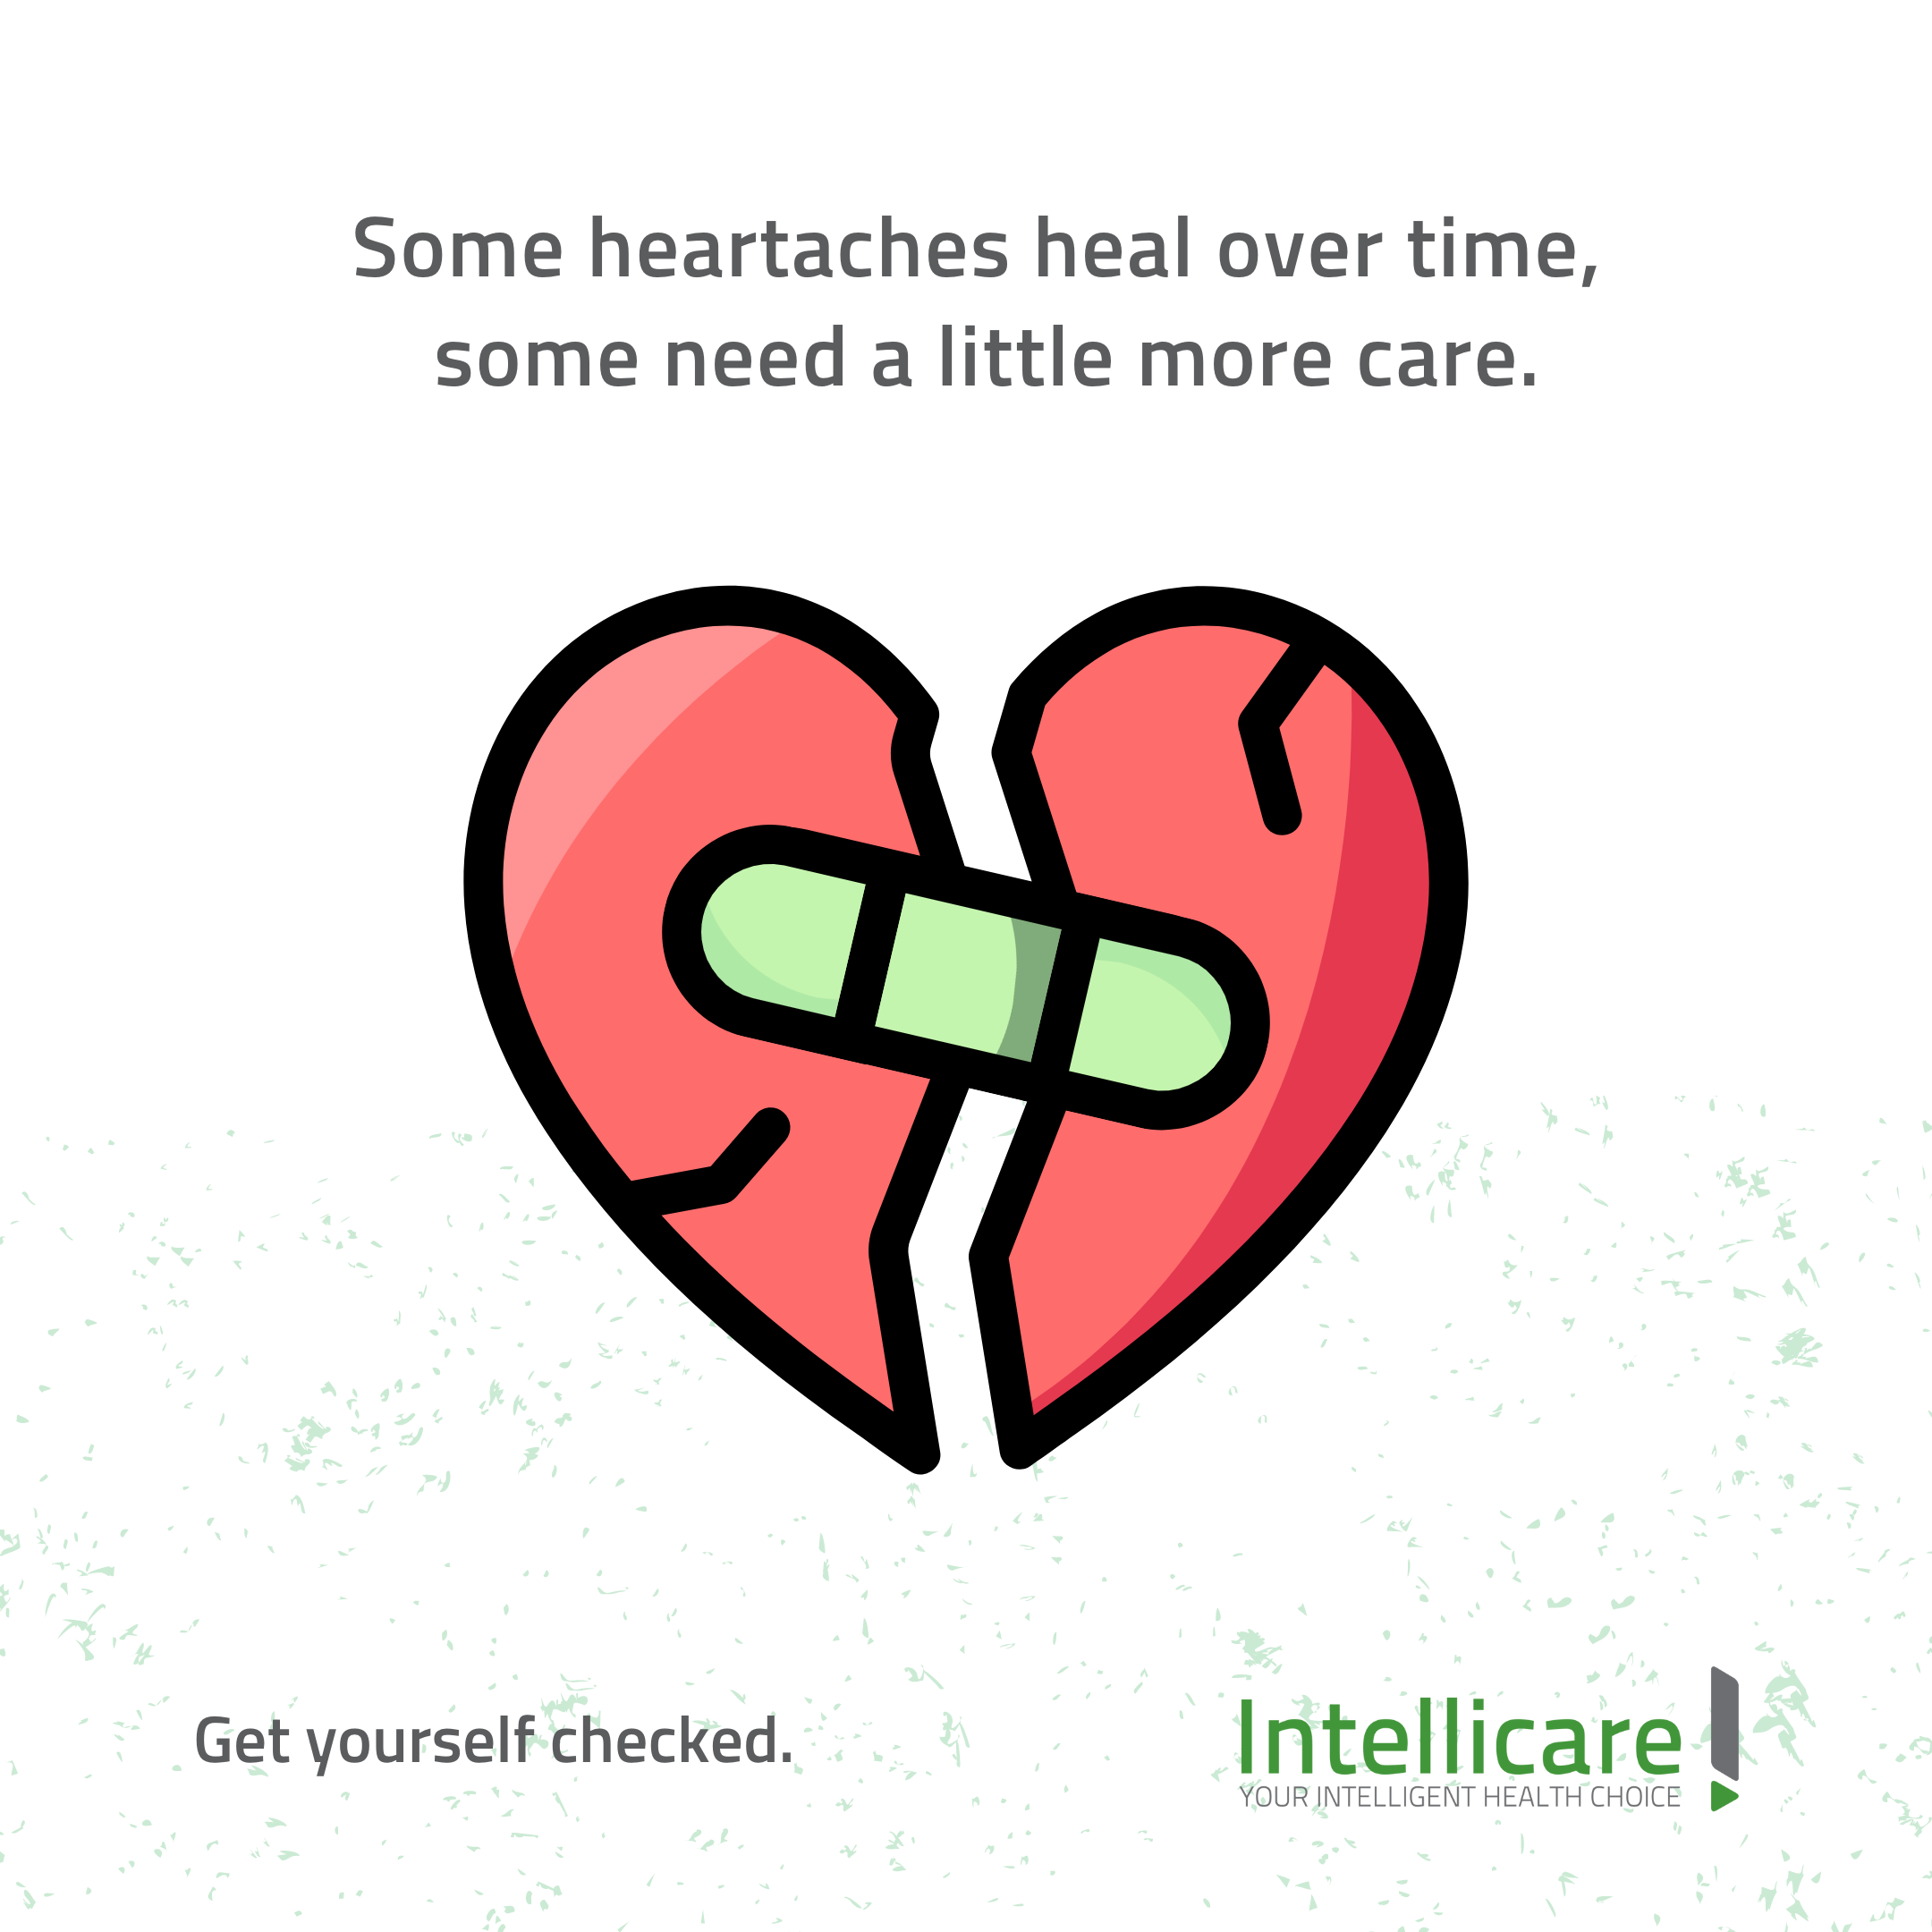 Some heartaches heal over time,
some need a little more care.
Get yourself checked.
Intellicare
YOUR INTELLIGENT HEALTH CHOICE